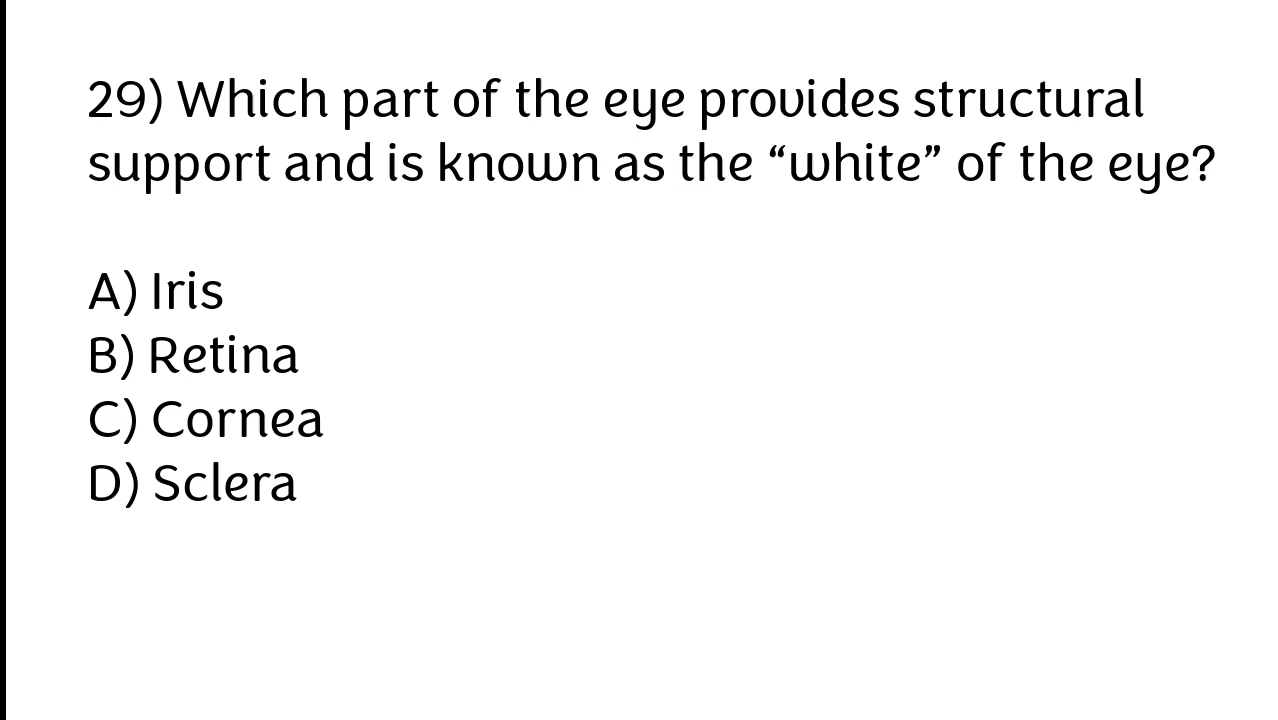 29) Which part of the eye provides structural
support and is known as the “white” of the eye?
A) Iris
B) Retina
C) Cornea
D) Sclera